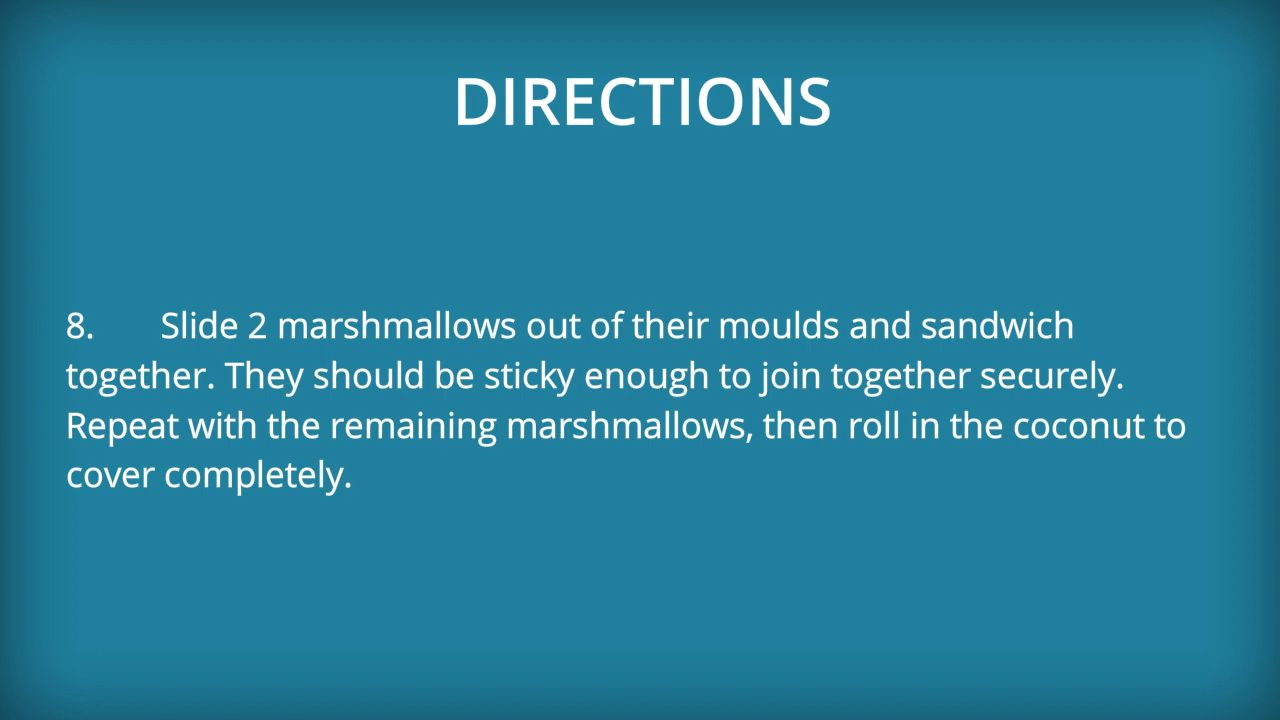 DIRECTIONS
8. Slide 2 marshmallows out of their moulds and sandwich
together. They should be sticky enough to join together securely.
Repeat with the remaining marshmallows, then roll in the coconut to
cover completely.